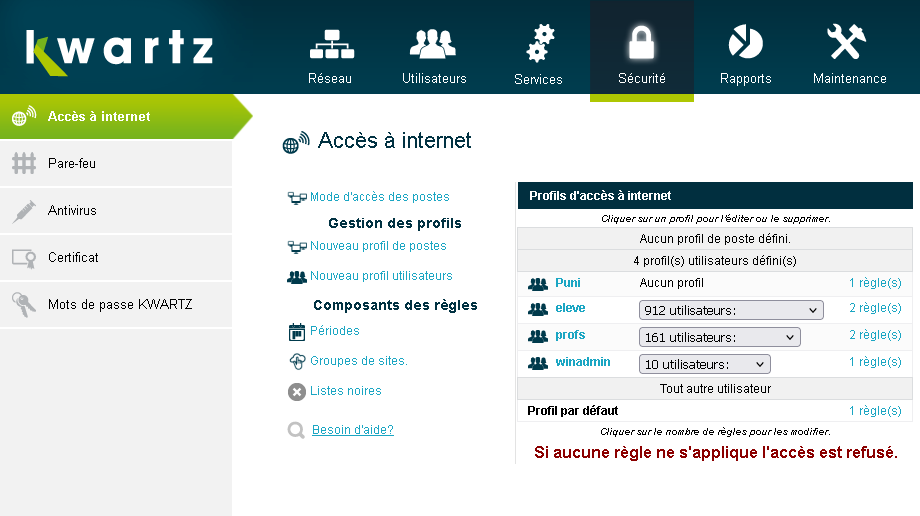 kwartz
Réseau
Utilisateurs
Services
Sécurité
Rapports
Maintenance
Accès à internet
Pare-feu
Antivirus
Certificat
Mots de passe KWARTZ
Accès à internet
Mode d'accès des postes
Gestion des profils
Nouveau profil de postes
Nouveau profil utilisateurs
Composants des règles
Périodes
Groupes de sites.
Listes noires
Besoin d'aide?
Profils d'accès à internet
Cliquer sur un profil pour l'éditer ou le supprimer.
Aucun profil de poste défini.
4 profil(s) utilisateurs défini(s)
Puni Aucun profil 1 règle(s)
eleve 912 utilisateurs: 2 règle(s)
profs 161 utilisateurs: 2 règle(s)
winadmin 10 utilisateurs: 1 règle(s)
Tout autre utilisateur
Profil par défaut 1 règle(s)
Cliquer sur le nombre de règles pour les modifier.
Si aucune règle ne s'applique l'accès est refusé.